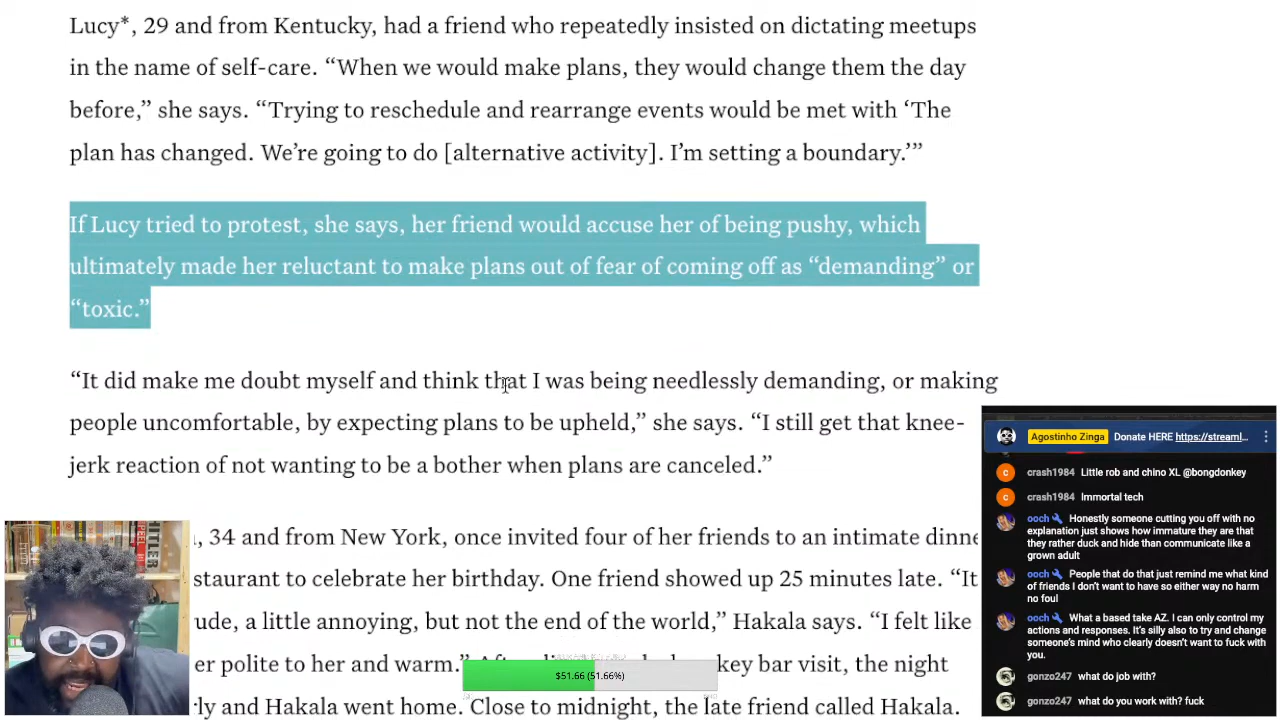 Lucy*, 29 and from Kentucky, had a friend who repeatedly insisted on dictating meetups
in the name of self-care. “When we would make plans, they would change them the day
before,” she says. “Trying to reschedule and rearrange events would be met with ‘The
plan has changed. We’re going to do [alternative activity]. I’m setting a boundary.’”
If Lucy tried to protest, she says, her friend would accuse her of being pushy, which
ultimately made her reluctant to make plans out of fear of coming off as “demanding” or
“toxic.”
“It did make me doubt myself and think that I was being needlessly demanding, or making
people uncomfortable, by expecting plans to be upheld,” she says. “I still get that knee-
jerk reaction of not wanting to be a bother when plans are canceled.”
, 34 and from New York, once invited four of her friends to an intimate dinne
staurant to celebrate her birthday. One friend showed up 25 minutes late. “It
ude, a little annoying, but not the end of the world,” Hakala says. “I felt like
er polite to her and warm.” key bar visit, the night
rly and Hakala went home. Close to midnight, the late friend called Hakala.
$51.66 (51.66%)
Agostinho Zinga Donate HERE https://streaml...
crash1984 Little rob and chino XL @bongdonkey
crash1984 Immortal tech
ooch Honestly someone cutting you off with no
explanation just shows how immature they are that
they rather duck and hide than communicate like a
grown adult
ooch People that do that just remind me what kind
of friends I don't want to have so either way no harm
no foul
ooch What a based take AZ. I can only control my
actions and responses. It's silly also to try and change
someone's mind who clearly doesn't want to fuck with
you.
gonzo247 what do job with?
gonzo247 what do you work with? fuck